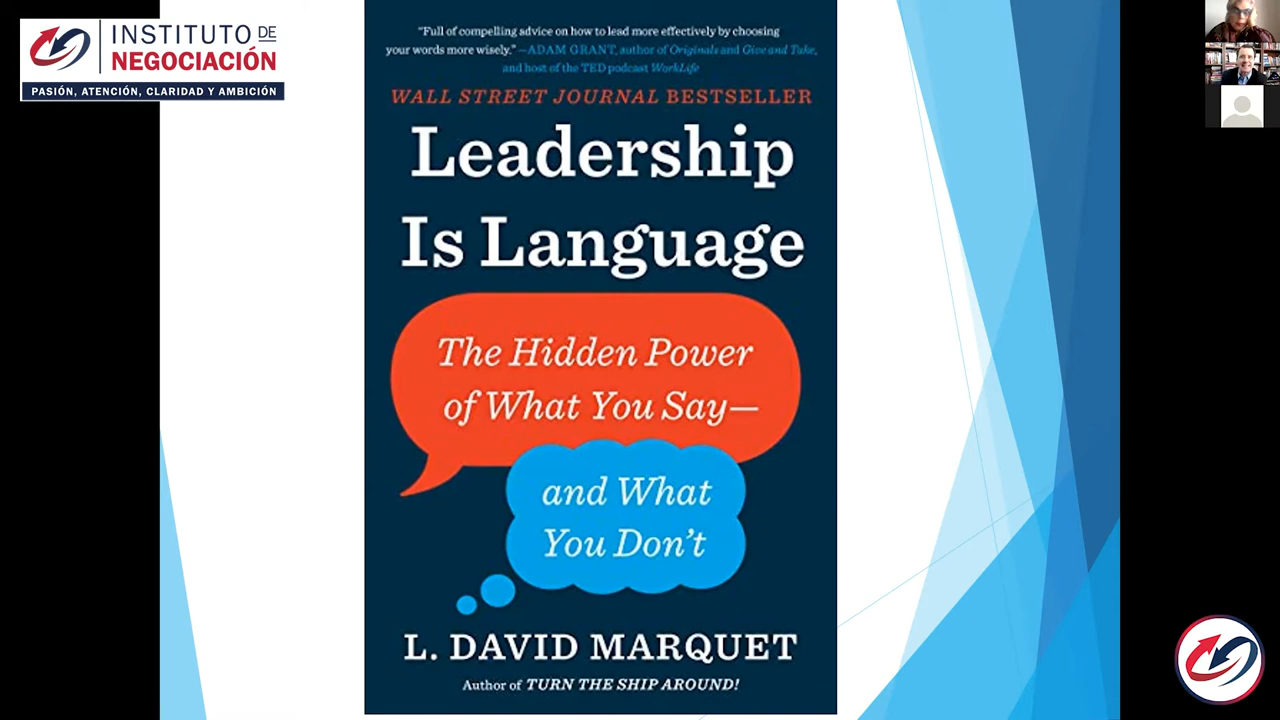 INSTITUTO DE
NEGOCIACIÓN
PASIÓN, ATENCIÓN, CLARIDAD Y AMBICIÓN
“Full of compelling advice on how to lead more effectively by choosing
your words more wisely.” —ADAM GRANT, author of Originals and Give and Take,
and host of the TED podcast WorkLife
WALL STREET JOURNAL BESTSELLER
Leadership
Is Language
The Hidden Power
of What You Say—
and What
You Don’t
L. DAVID MARQUET
Author of TURN THE SHIP AROUND!